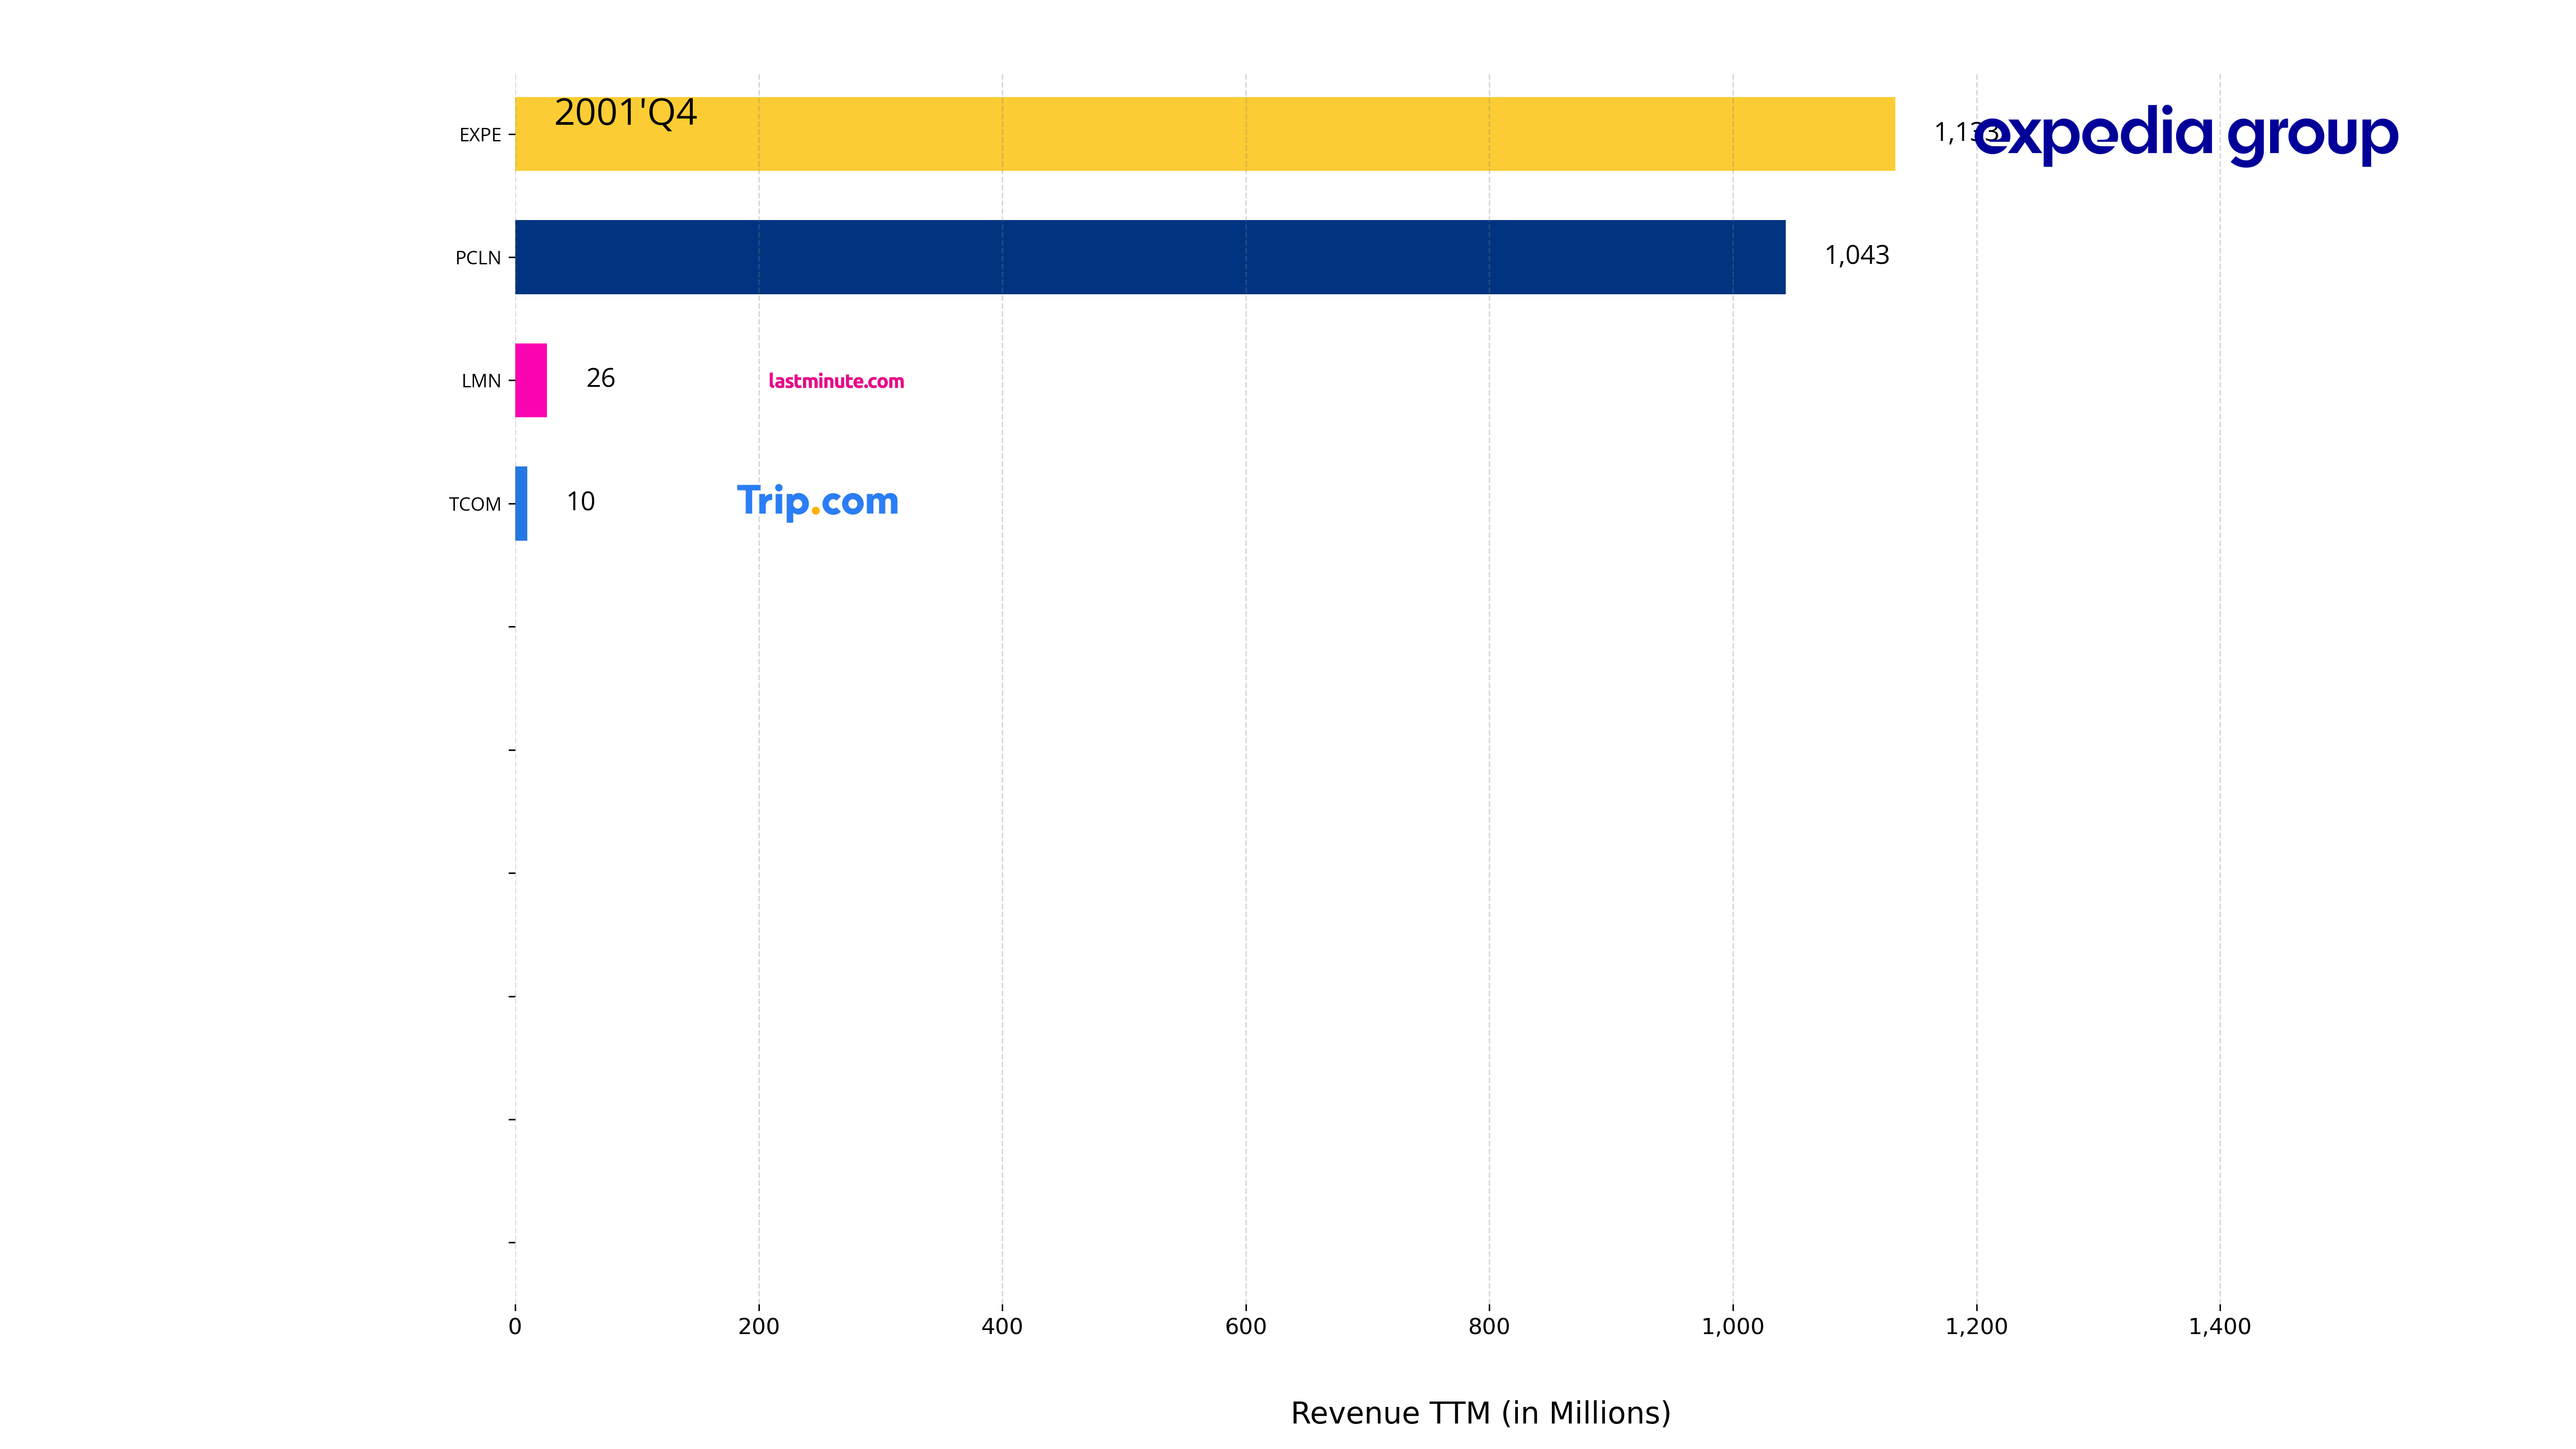 2001'Q4
EXPE 1,133 expedia group
PCLN 1,043
LMN 26 lastminute.com
TCOM 10 Trip.com
0 200 400 600 800 1,000 1,200 1,400
Revenue TTM (in Millions)